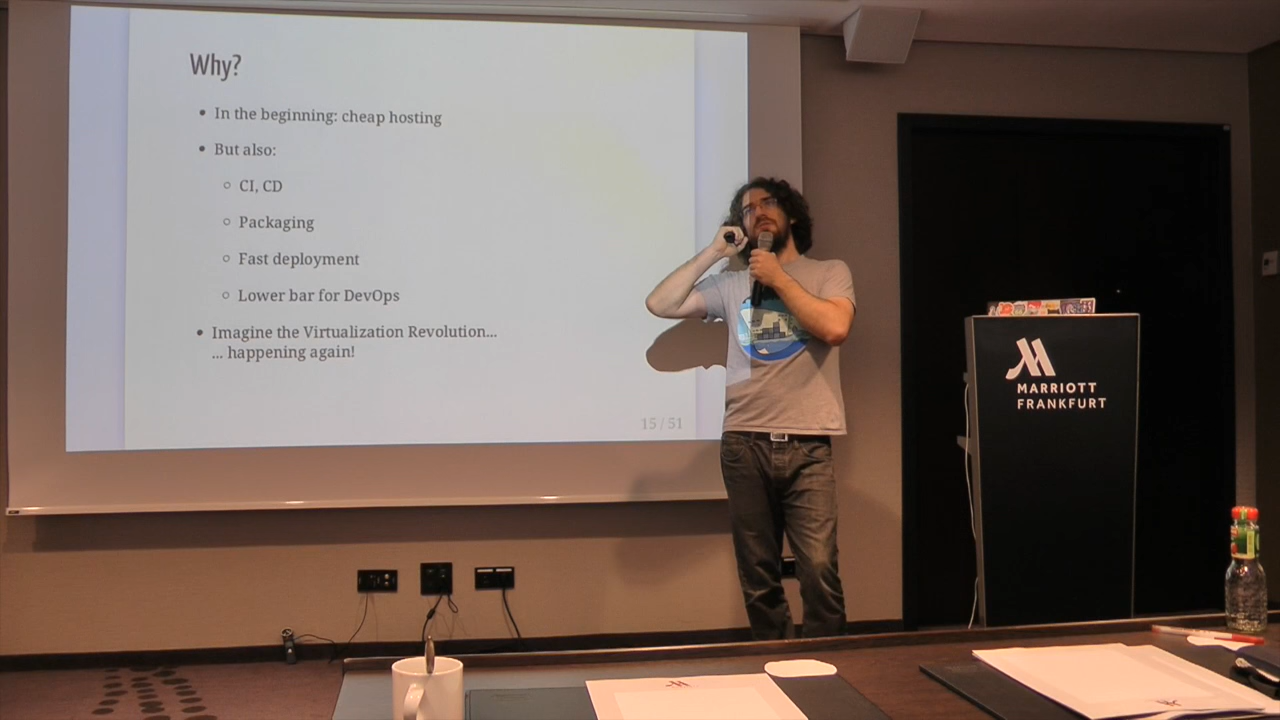 Why?
• In the beginning: cheap hosting
• But also:
○ CI, CD
○ Packaging
○ Fast deployment
○ Lower bar for DevOps
• Imagine the Virtualization Revolution...
... happening again!
15 / 51
MARRIOTT
FRANKFURT